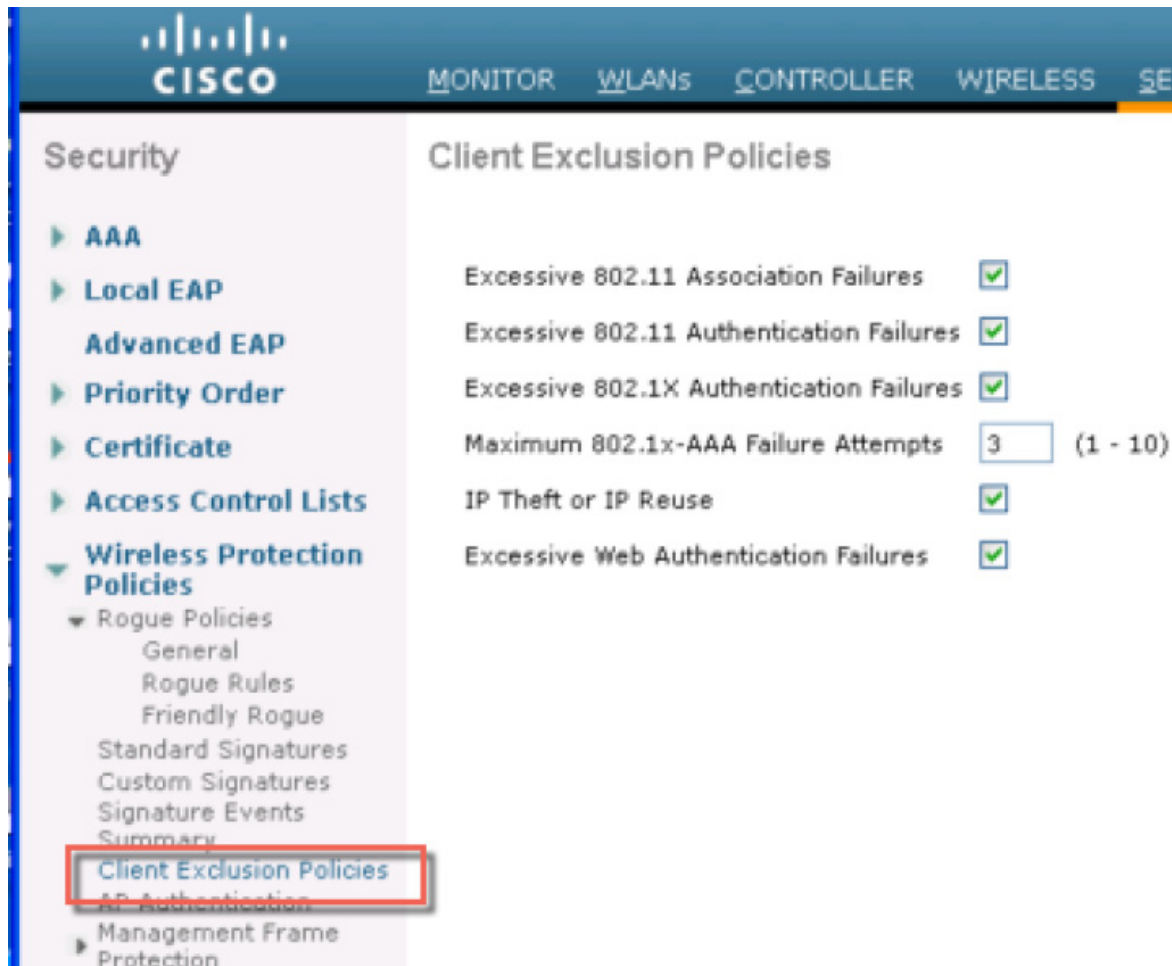 CISCO
MONITOR WLANs CONTROLLER WIRELESS SE
Security
AAA
Local EAP
Advanced EAP
Priority Order
Certificate
Access Control Lists
Wireless Protection
Policies
Rogue Policies
General
Rogue Rules
Friendly Rogue
Standard Signatures
Custom Signatures
Signature Events
Summary
Client Exclusion Policies
AP Authentication
Management Frame
Protection
Client Exclusion Policies
Excessive 802.11 Association Failures
Excessive 802.11 Authentication Failures
Excessive 802.1X Authentication Failures
Maximum 802.1x-AAA Failure Attempts 3 (1 - 10)
IP Theft or IP Reuse
Excessive Web Authentication Failures